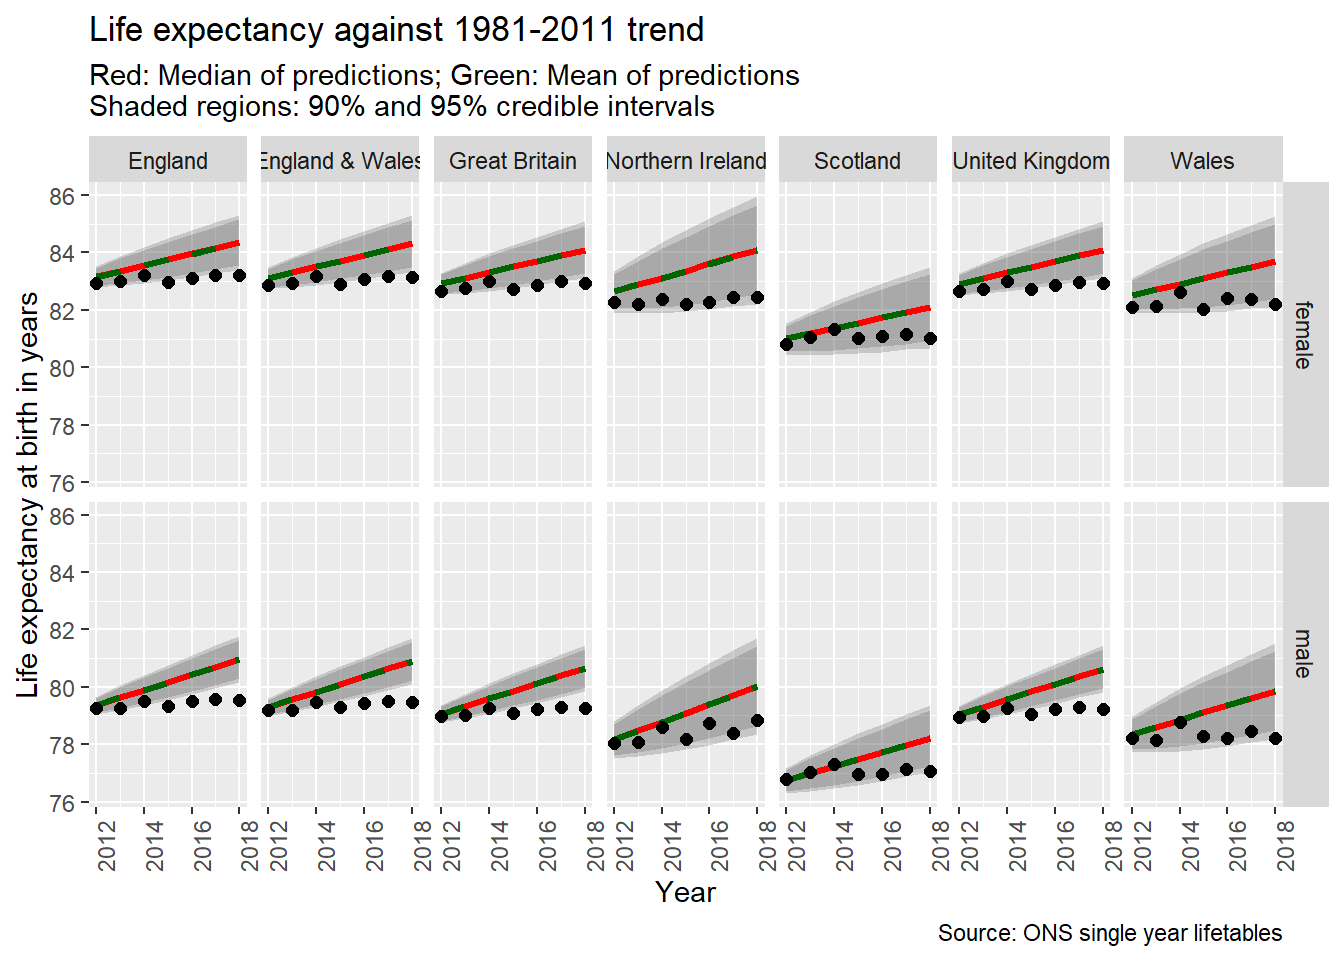 Life expectancy against 1981-2011 trend
Red: Median of predictions; Green: Mean of predictions
Shaded regions: 90% and 95% credible intervals
England England & Wales Great Britain Northern Ireland Scotland United Kingdom Wales
Life expectancy at birth in years
86
84
82
80
78
76
female
86
84
82
80
78
76
male
2012 2014 2016 2018 2012 2014 2016 2018 2012 2014 2016 2018 2012 2014 2016 2018 2012 2014 2016 2018 2012 2014 2016 2018 2012 2014 2016 2018
Year
Source: ONS single year lifetables